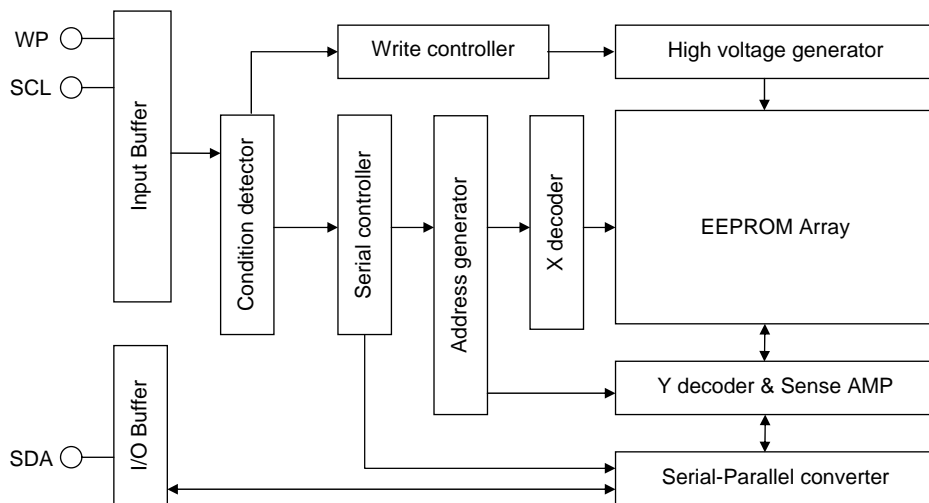 WP
SCL
Input Buffer
Condition detector
Write controller
High voltage generator
Serial controller
Address generator
X decoder
EEPROM Array
Y decoder & Sense AMP
SDA
I/O Buffer
Serial-Parallel converter